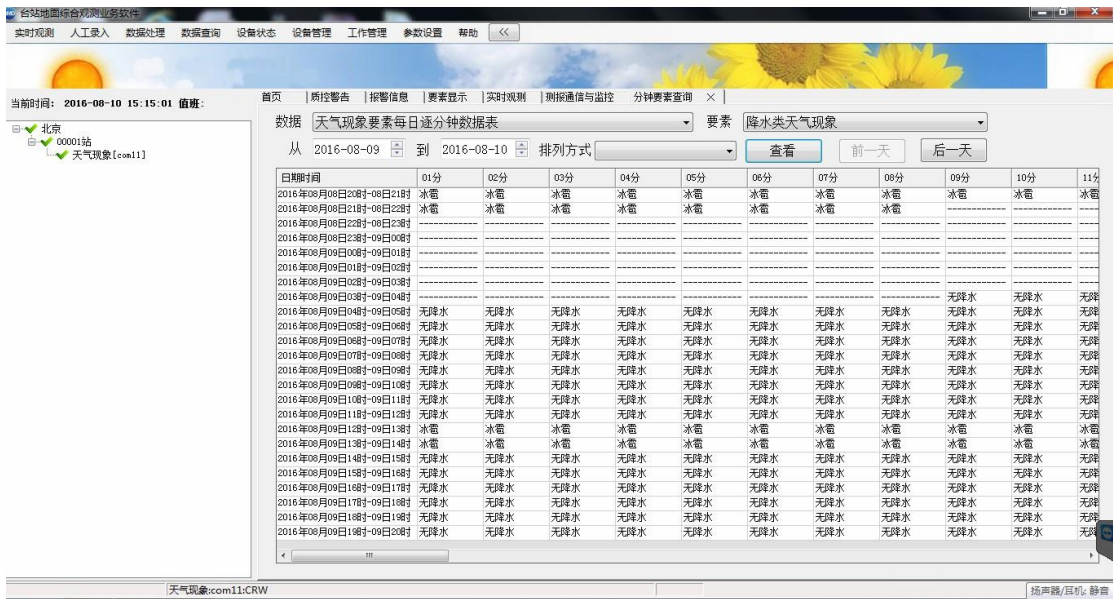 台站地面综合观测业务软件
实时观测 人工录入 数据处理 数据查询 设备状态 设备管理 工作管理 参数设置 帮助 <<
当前时间: 2016-08-10 15:15:01 值班:
北京
00001站
天气现象[com11]
首页 质控警告 报警信息 要素显示 实时观测 测报通信与监控 分钟要素查询 ×
数据 天气现象要素每日逐分钟数据表 要素 降水类天气现象
从 2016-08-09 到 2016-08-10 排列方式 查看 前一天 后一天
日期时间 01分 02分 03分 04分 05分 06分 07分 08分 09分 10分 11分
2016年08月08日20时-08日21时 冰雹 冰雹 冰雹 冰雹 冰雹 冰雹 冰雹 冰雹 冰雹 冰雹 冰雹
2016年08月08日21时-08日22时 冰雹 冰雹 冰雹 冰雹 冰雹 冰雹 冰雹 冰雹 ------------ ------------ ----
2016年08月08日22时-08日23时 ------------ ------------ ------------ ------------ ------------ ------------ ------------ ------------ ------------ ------------ ----
2016年08月08日23时-09日00时 ------------ ------------ ------------ ------------ ------------ ------------ ------------ ------------ ------------ ------------ ----
2016年08月09日00时-09日01时 ------------ ------------ ------------ ------------ ------------ ------------ ------------ ------------ ------------ ------------ ----
2016年08月09日01时-09日02时 ------------ ------------ ------------ ------------ ------------ ------------ ------------ ------------ ------------ ------------ ----
2016年08月09日02时-09日03时 ------------ ------------ ------------ ------------ ------------ ------------ ------------ ------------ ------------ ------------ ----
2016年08月09日03时-09日04时 ------------ ------------ ------------ ------------ ------------ ------------ ------------ ------------ 无降水 无降水 无降
2016年08月09日04时-09日05时 无降水 无降水 无降水 无降水 无降水 无降水 无降水 无降水 无降水 无降水 无降
2016年08月09日05时-09日06时 无降水 无降水 无降水 无降水 无降水 无降水 无降水 无降水 无降水 无降水 无降
2016年08月09日06时-09日07时 无降水 无降水 无降水 无降水 无降水 无降水 无降水 无降水 无降水 无降水 无降
2016年08月09日07时-09日08时 无降水 无降水 无降水 无降水 无降水 无降水 无降水 无降水 无降水 无降水 无降
2016年08月09日08时-09日09时 无降水 无降水 无降水 无降水 无降水 无降水 无降水 无降水 无降水 无降水 无降
2016年08月09日09时-09日10时 无降水 无降水 无降水 无降水 无降水 无降水 无降水 无降水 无降水 无降水 无降
2016年08月09日10时-09日11时 无降水 无降水 无降水 无降水 无降水 无降水 无降水 无降水 无降水 无降水 无降
2016年08月09日11时-09日12时 无降水 无降水 无降水 无降水 无降水 无降水 无降水 无降水 无降水 无降水 无降
2016年08月09日12时-09日13时 冰雹 冰雹 冰雹 冰雹 冰雹 冰雹 冰雹 冰雹 冰雹 冰雹 冰雹
2016年08月09日13时-09日14时 冰雹 冰雹 冰雹 冰雹 冰雹 冰雹 冰雹 冰雹 冰雹 冰雹 冰雹
2016年08月09日14时-09日15时 无降水 无降水 无降水 无降水 无降水 无降水 无降水 无降水 无降水 无降水 无降
2016年08月09日15时-09日16时 无降水 无降水 无降水 无降水 无降水 无降水 无降水 无降水 无降水 无降水 无降
2016年08月09日16时-09日17时 无降水 无降水 无降水 无降水 无降水 无降水 无降水 无降水 无降水 无降水 无降
2016年08月09日17时-09日18时 无降水 无降水 无降水 无降水 无降水 无降水 无降水 无降水 无降水 无降水 无降
2016年08月09日18时-09日19时 无降水 无降水 无降水 无降水 无降水 无降水 无降水 无降水 无降水 无降水 无降
2016年08月09日19时-09日20时 无降水 无降水 无降水 无降水 无降水 无降水 无降水 无降水 无降水 无降水 无降
天气现象:com11:CRW
扬声器/耳机: 静音